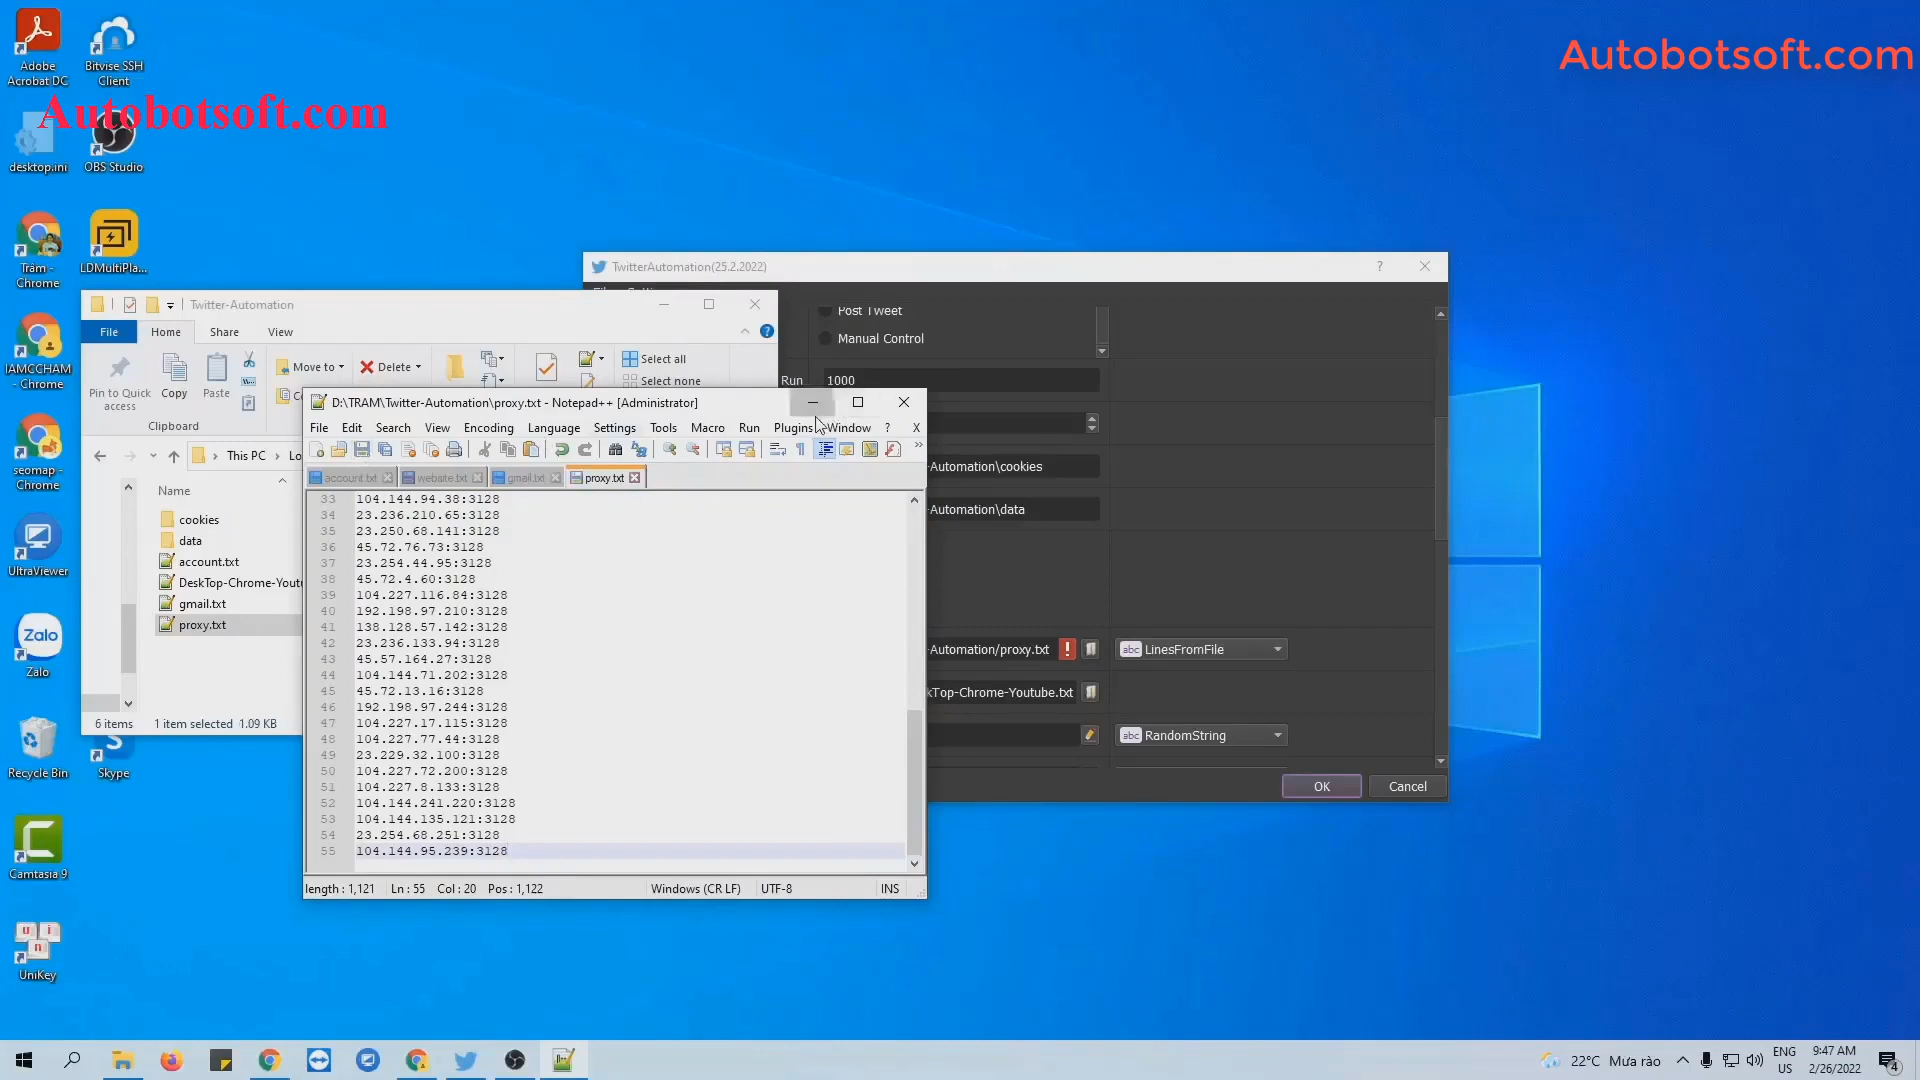 Autobotsoft.com
Autobotsoft.com
Adobe
Acrobat DC
Bitvise SSH
Client
desktop.ini
OBS Studio
Trâm -
Chrome
LDMultiPla...
IAMCCHAM
- Chrome
seomap -
Chrome
UltraViewer
Zalo
Zalo
Recycle Bin
Skype
Camtasia 9
UniKey
TwitterAutomation(25.2.2022)
?
Post Tweet
Manual Control
Run 1000
-Automation\cookies
-Automation\data
-Automation/proxy.txt
! abc LinesFromFile
kTop-Chrome-Youtube.txt
abc RandomString
OK Cancel
Twitter-Automation
File Home Share View
Pin to Quick
access
Copy
Paste
Move to
Delete
Select all
Select none
Clipboard
This PC
Name
cookies
data
account.txt
DeskTop-Chrome-Yout
gmail.txt
proxy.txt
6 items 1 item selected 1.09 KB
D:\TRAM\Twitter-Automation\proxy.txt - Notepad++ [Administrator]
File Edit Search View Encoding Language Settings Tools Macro Run Plugins Window ? X
account.txt website.txt gmail.txt proxy.txt
33 104.144.94.38:3128
34 23.236.210.65:3128
35 23.250.68.141:3128
36 45.72.76.73:3128
37 23.254.44.95:3128
38 45.72.4.60:3128
39 104.227.116.84:3128
40 192.198.97.210:3128
41 138.128.57.142:3128
42 23.236.133.94:3128
43 45.57.164.27:3128
44 104.144.71.202:3128
45 45.72.13.16:3128
46 192.198.97.244:3128
47 104.227.17.115:3128
48 104.227.77.44:3128
49 23.229.32.100:3128
50 104.227.72.200:3128
51 104.227.8.133:3128
52 104.144.241.220:3128
53 104.144.135.121:3128
54 23.254.68.251:3128
55 104.144.95.239:3128
length : 1,121 Ln : 55 Col : 20 Pos : 1,122 Windows (CR LF) UTF-8 INS
22°C Mưa rào
ENG
US
9:47 AM
2/26/2022
4